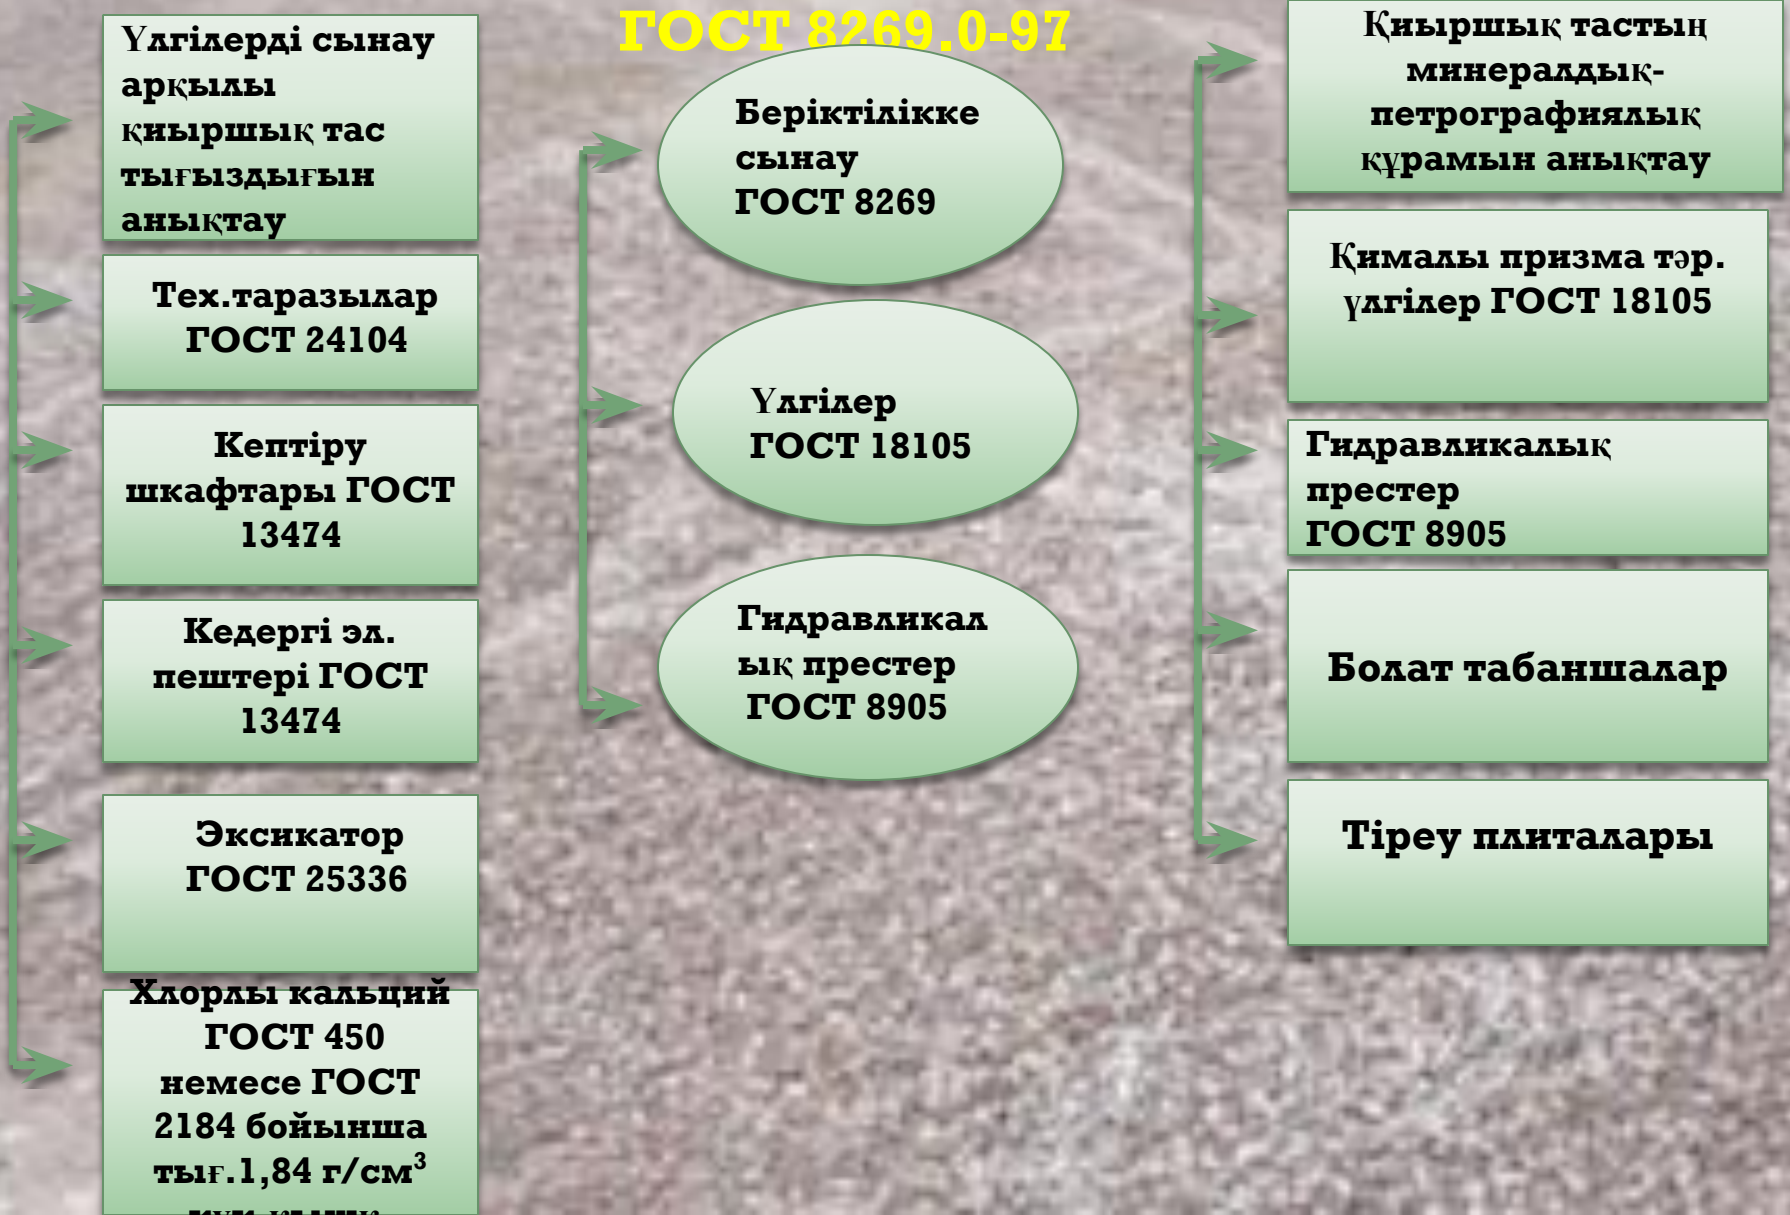 ГОСТ 8269.0-97
Үлгілерді сынау
арқылы
қиыршық тас
тығыздығын
анықтау
Тех.таразылар
ГОСТ 24104
Кептіру
шкафтары ГОСТ
13474
Кедергі эл.
пештері ГОСТ
13474
Эксикатор
ГОСТ 25336
Хлорлы кальций
ГОСТ 450
немесе ГОСТ
2184 бойынша
тығ.1,84 г/см³
Беріктілікке
сынау
ГОСТ 8269
Үлгілер
ГОСТ 18105
Гидравликал
ық престер
ГОСТ 8905
Қиыршық тастың
минералдық-
петрографиялық
құрамын анықтау
Қималы призма тәр.
үлгілер ГОСТ 18105
Гидравликалық
престер
ГОСТ 8905
Болат табаншалар
Тіреу плиталары